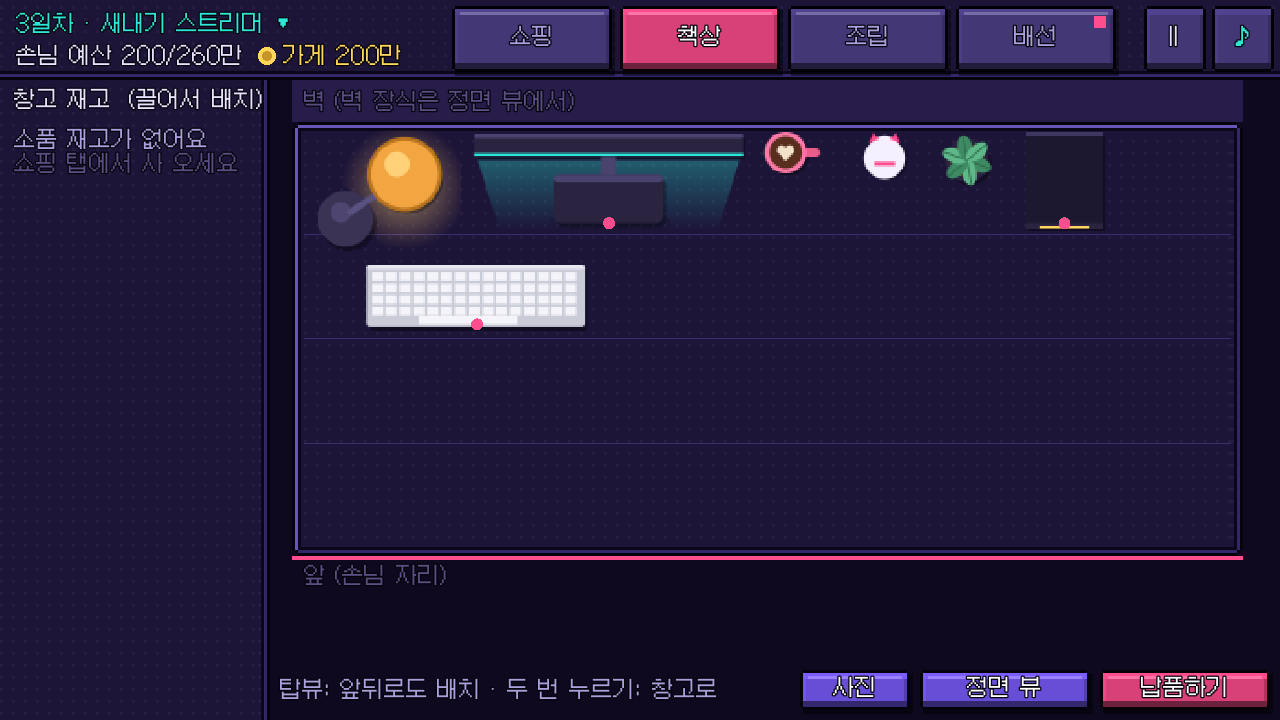 3일차 · 새내기 스트리머 ▼
손님 예산 200/260만 가게 200만
쇼핑
책상
조립
배선
II
♪
창고 재고 (끌어서 배치)
소품 재고가 없어요
쇼핑 탭에서 사 오세요
벽 (벽 장식은 정면 뷰에서)
앞 (손님 자리)
탑뷰: 앞뒤로도 배치 · 두 번 누르기: 창고로
사진
정면 뷰
납품하기